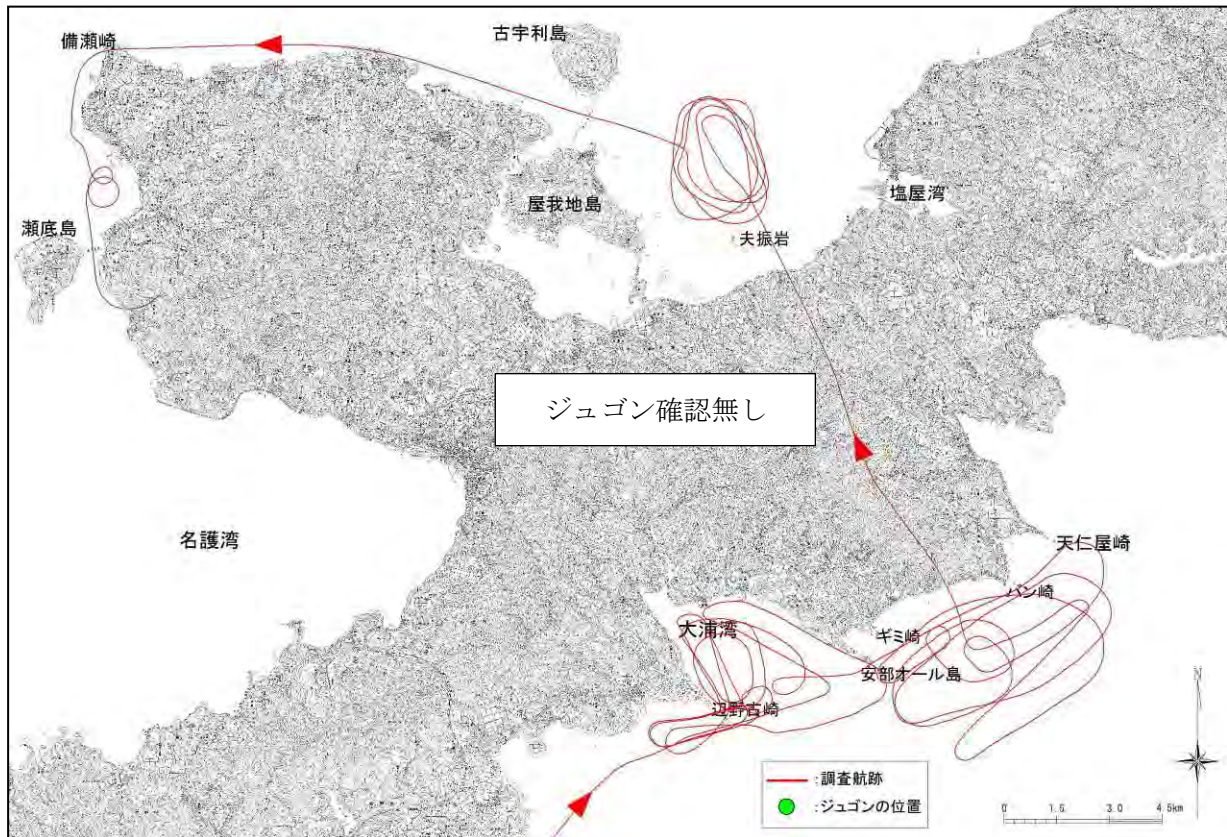 古宇利島
備瀬崎
塩屋湾
屋我地島
瀬底島
夫振岩
ジュゴン確認無し
名護湾
天仁屋崎
バン崎
大浦湾
ギミ崎
安部オール島
辺野古崎
N
:調査航跡
:ジュゴンの位置
0 1.5 3.0 4.5km